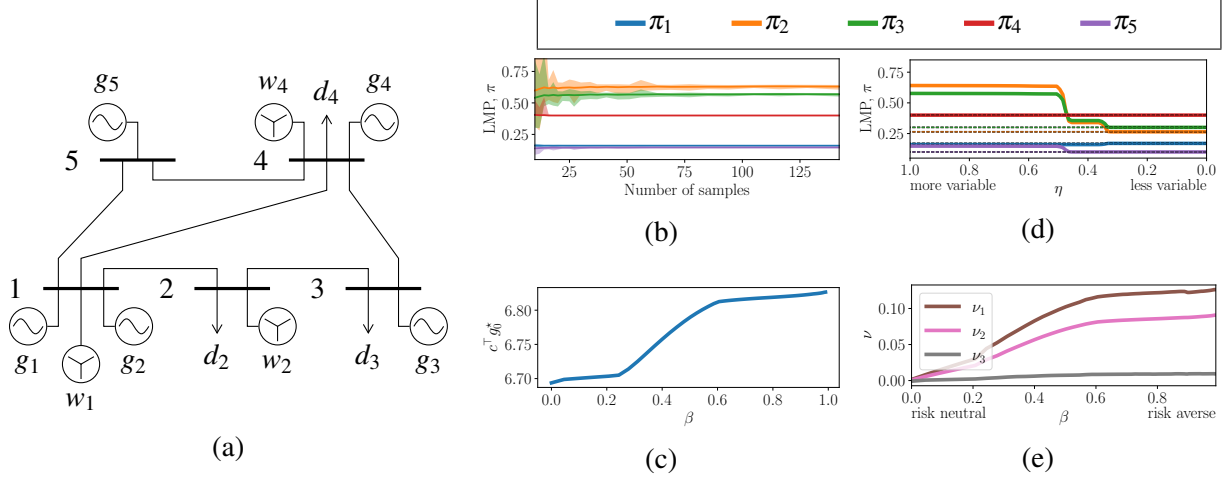 π₁ π₂ π₃ π₄ π₅
g₅ w₄ d₄ g₄
5 4
1 2 3
g₁ g₂ d₂ w₂ d₃ g₃
w₁
(a)
LMP, π
0.75
0.50
0.25
25 50 75 100 125
Number of samples
(b)
LMP, π
0.75
0.50
0.25
1.0 0.8 0.6 0.4 0.2 0.0
more variable η less variable
(d)
c⊤g₀⋆
6.80
6.75
6.70
0.0 0.2 0.4 0.6 0.8 1.0
β
(c)
ν
0.10
0.05
0.00
ν₁
ν₂
ν₃
0.0 0.2 0.4 0.6 0.8
risk neutral β risk averse
(e)